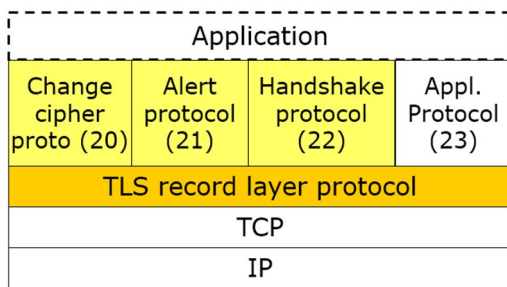 Application
Change
cipher
proto (20)
Alert
protocol
(21)
Handshake
protocol
(22)
Appl.
Protocol
(23)
TLS record layer protocol
TCP
IP